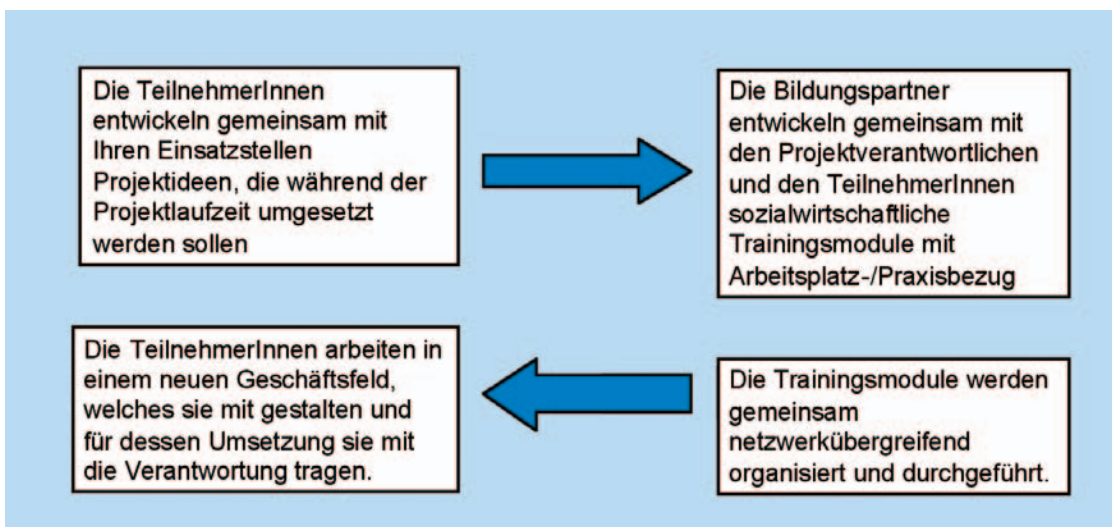 Die TeilnehmerInnen
entwickeln gemeinsam mit
Ihren Einsatzstellen
Projektideen, die während der
Projektlaufzeit umgesetzt
werden sollen
Die Bildungspartner
entwickeln gemeinsam mit
den Projektverantwortlichen
und den TeilnehmerInnen
sozialwirtschaftliche
Trainingsmodule mit
Arbeitsplatz-/Praxisbezug
Die TeilnehmerInnen arbeiten in
einem neuen Geschäftsfeld,
welches sie mit gestalten und
für dessen Umsetzung sie mit
die Verantwortung tragen.
Die Trainingsmodule werden
gemeinsam
netzwerkübergreifend
organisiert und durchgeführt.